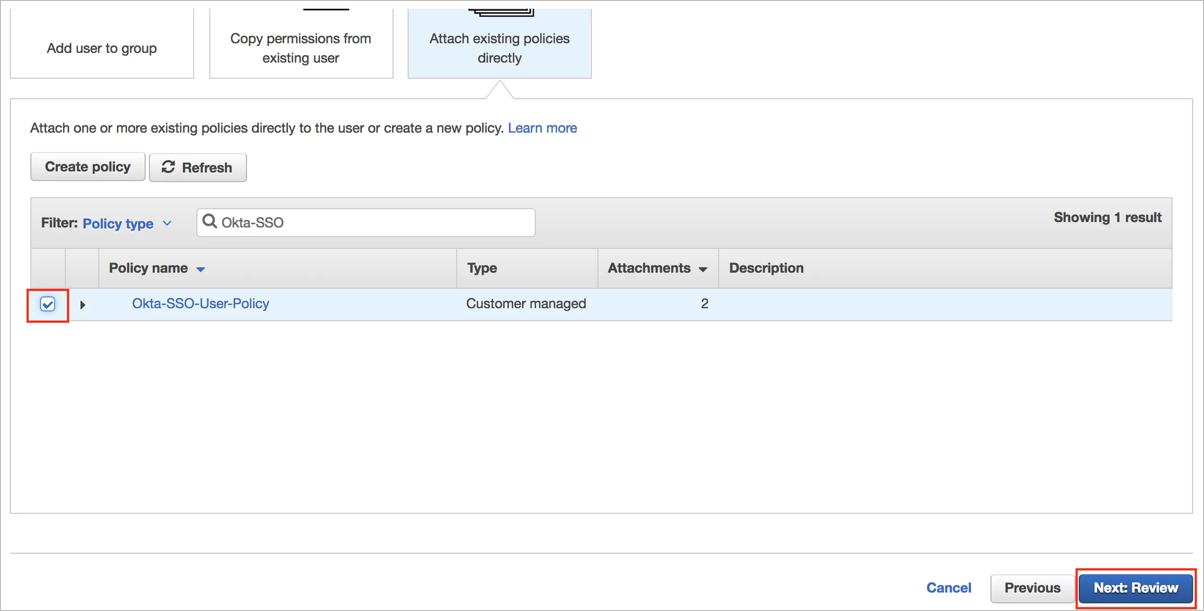 Add user to group
Copy permissions from
existing user
Attach existing policies
directly
Attach one or more existing policies directly to the user or create a new policy. Learn more
Create policy Refresh
Filter: Policy type Okta-SSO Showing 1 result
Policy name Type Attachments Description
Okta-SSO-User-Policy Customer managed 2
Cancel Previous Next: Review